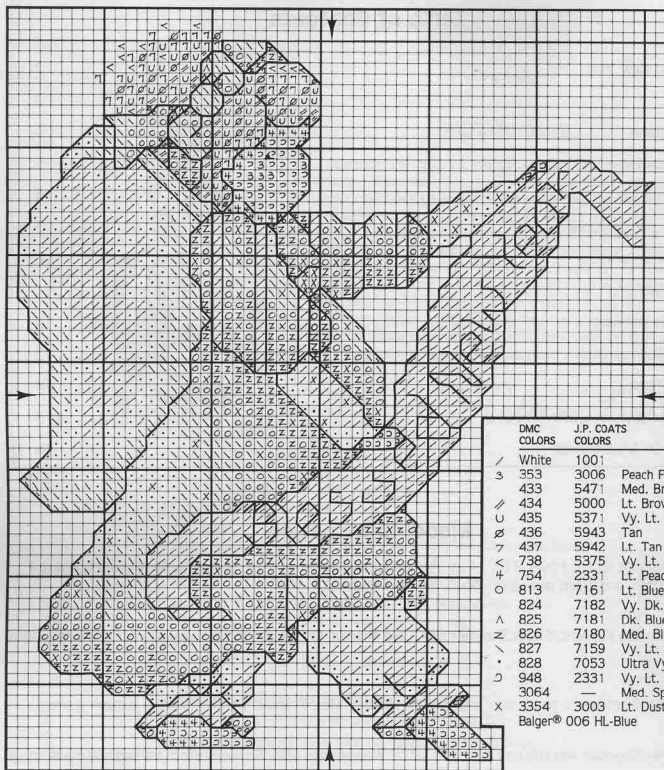 DMC COLORS J.P. COATS COLORS
/ White 1001
3 353 3006 Peach F
433 5471 Med. Br
// 434 5000 Lt. Brow
U 435 5371 Vy. Lt.
ø 436 5943 Tan
7 437 5942 Lt. Tan
< 738 5375 Vy. Lt.
4 754 2331 Lt. Peac
O 813 7161 Lt. Blue
824 7182 Vy. Dk.
^ 825 7181 Dk. Blue
Z 826 7180 Med. Bl
\ 827 7159 Vy. Lt.
• 828 7053 Ultra Vy
948 2331 Vy. Lt.
3064 — Med. Sp
X 3354 3003 Lt. Dust
Balger® 006 HL-Blue